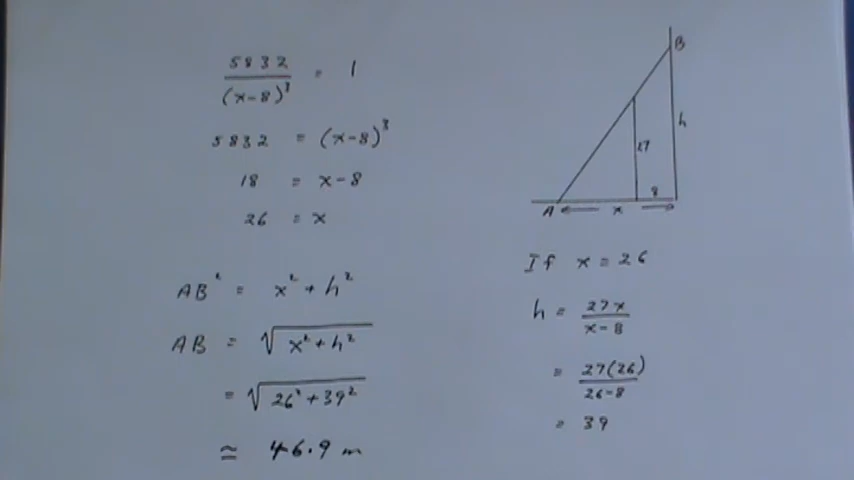 5832/(x-8)³ = 1
5832 = (x-8)³
18 = x-8
26 = x
AB² = x² + h²
AB = √(x² + h²)
= √(26² + 39²)
≃ 46.9 m
B
h
27
8
A x
If x = 26
h = 27x/(x-8)
= 27(26)/(26-8)
= 39